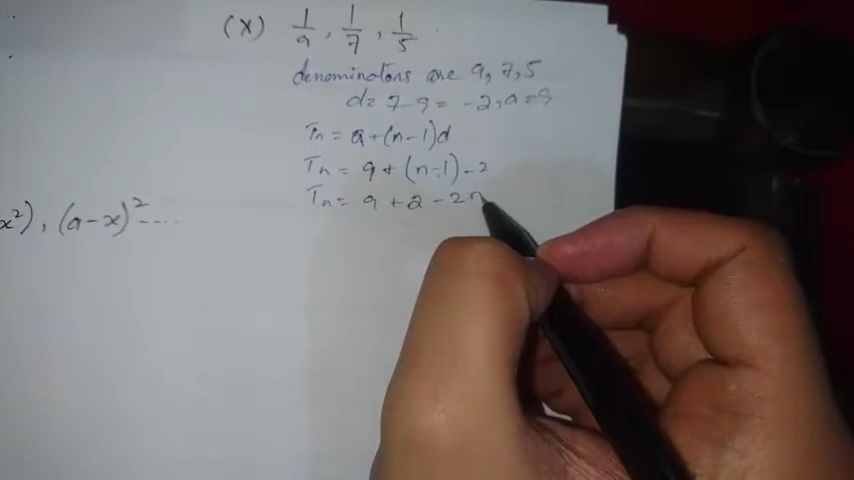 (x) 1/9, 1/7, 1/5
denominators are 9, 7, 5
d= 7-9 = -2, a=9
Tn = a+(n-1)d
Tn = 9 + (n-1) -2
Tn = 9 + 2 - 2n
x²), (a-x)² ----